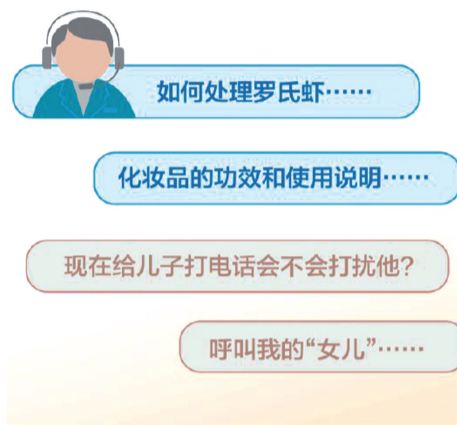 如何处理罗氏虾……
化妆品的功效和使用说明……
现在给儿子打电话会不会打扰他？
呼叫我的“女儿”……